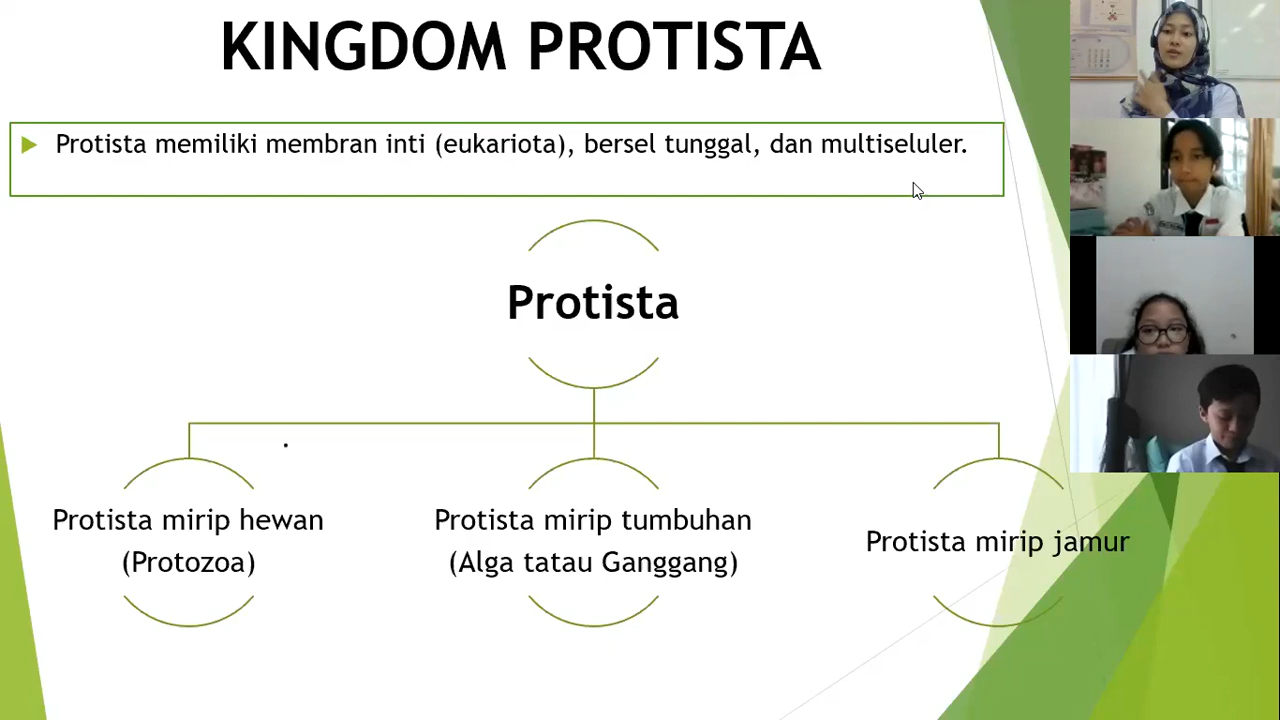 KINGDOM PROTISTA
Protista memiliki membran inti (eukariota), bersel tunggal, dan multiseluler.
Protista
Protista mirip hewan
(Protozoa)
Protista mirip tumbuhan
(Alga tatau Ganggang)
Protista mirip jamur